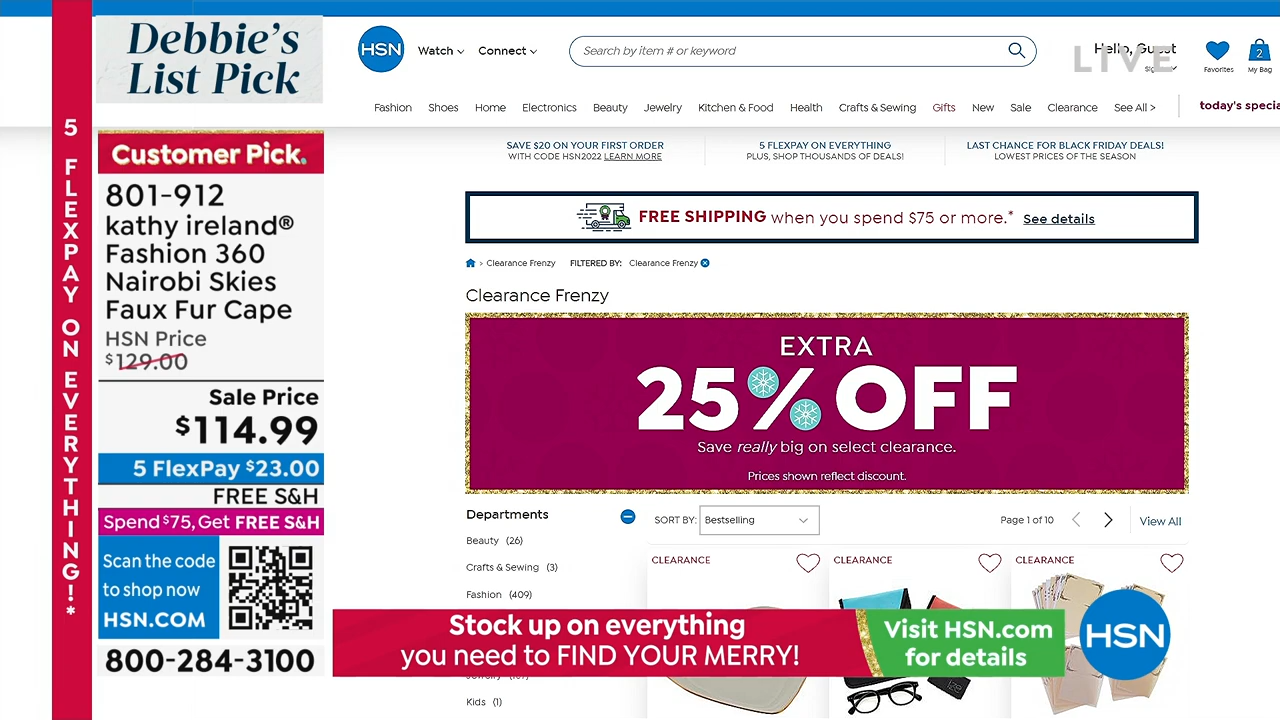 5 FLEXPAY ON EVERYTHING!*
Debbie's
List Pick
Customer Pick.
801-912
kathy ireland®
Fashion 360
Nairobi Skies
Faux Fur Cape
HSN Price
$129.00
Sale Price
$114.99
5 FlexPay $23.00
FREE S&H
Spend $75, Get FREE S&H
Scan the code
to shop now
HSN.COM
800-284-3100
HSN
Watch
Connect
Search by item # or keyword
Hello, Guest
LIVE
Favorites
2
My Bag
Fashion Shoes Home Electronics Beauty Jewelry Kitchen & Food Health Crafts & Sewing Gifts New Sale Clearance See All >
today's specia
SAVE $20 ON YOUR FIRST ORDER
WITH CODE HSN2022 LEARN MORE
5 FLEXPAY ON EVERYTHING
PLUS, SHOP THOUSANDS OF DEALS!
LAST CHANCE FOR BLACK FRIDAY DEALS!
LOWEST PRICES OF THE SEASON
FREE SHIPPING when you spend $75 or more.* See details
> Clearance Frenzy FILTERED BY: Clearance Frenzy
Clearance Frenzy
EXTRA
25% OFF
Save really big on select clearance.
Prices shown reflect discount.
Departments
Beauty (26)
Crafts & Sewing (3)
Fashion (409)
Kids (1)
SORT BY: Bestselling
Page 1 of 10
View All
CLEARANCE
CLEARANCE
CLEARANCE
Stock up on everything
you need to FIND YOUR MERRY!
Visit HSN.com
for details
HSN